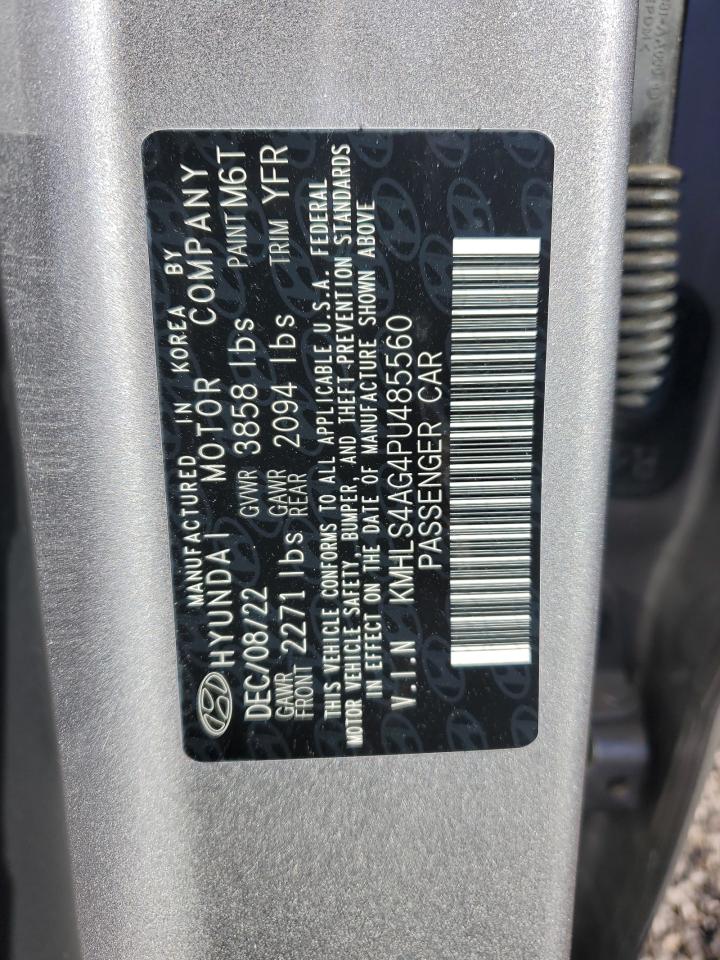 MANUFACTURED IN KOREA BY
HYUNDAI MOTOR COMPANY
DEC/08/22 GVWR 3858 lbs PAINT M6T
GAWR FRONT 2271 lbs GAWR REAR 2094 lbs TRIM YFR
THIS VEHICLE CONFORMS TO ALL APPLICABLE U.S.A. FEDERAL
MOTOR VEHICLE SAFETY, BUMPER, AND THEFT PREVENTION STANDARDS
IN EFFECT ON THE DATE OF MANUFACTURE SHOWN ABOVE
V.I.N KMHLS4AG4PU485560
PASSENGER CAR